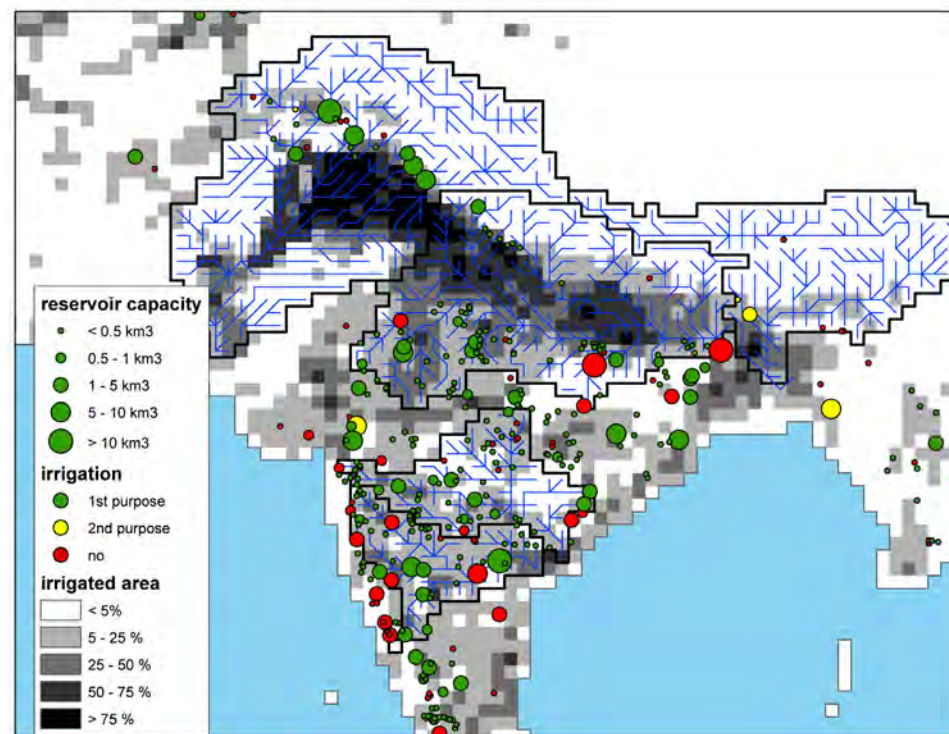 reservoir capacity
< 0.5 km3
0.5 - 1 km3
1 - 5 km3
5 - 10 km3
> 10 km3
irrigation
1st purpose
2nd purpose
no
irrigated area
< 5%
5 - 25 %
25 - 50 %
50 - 75 %
> 75 %